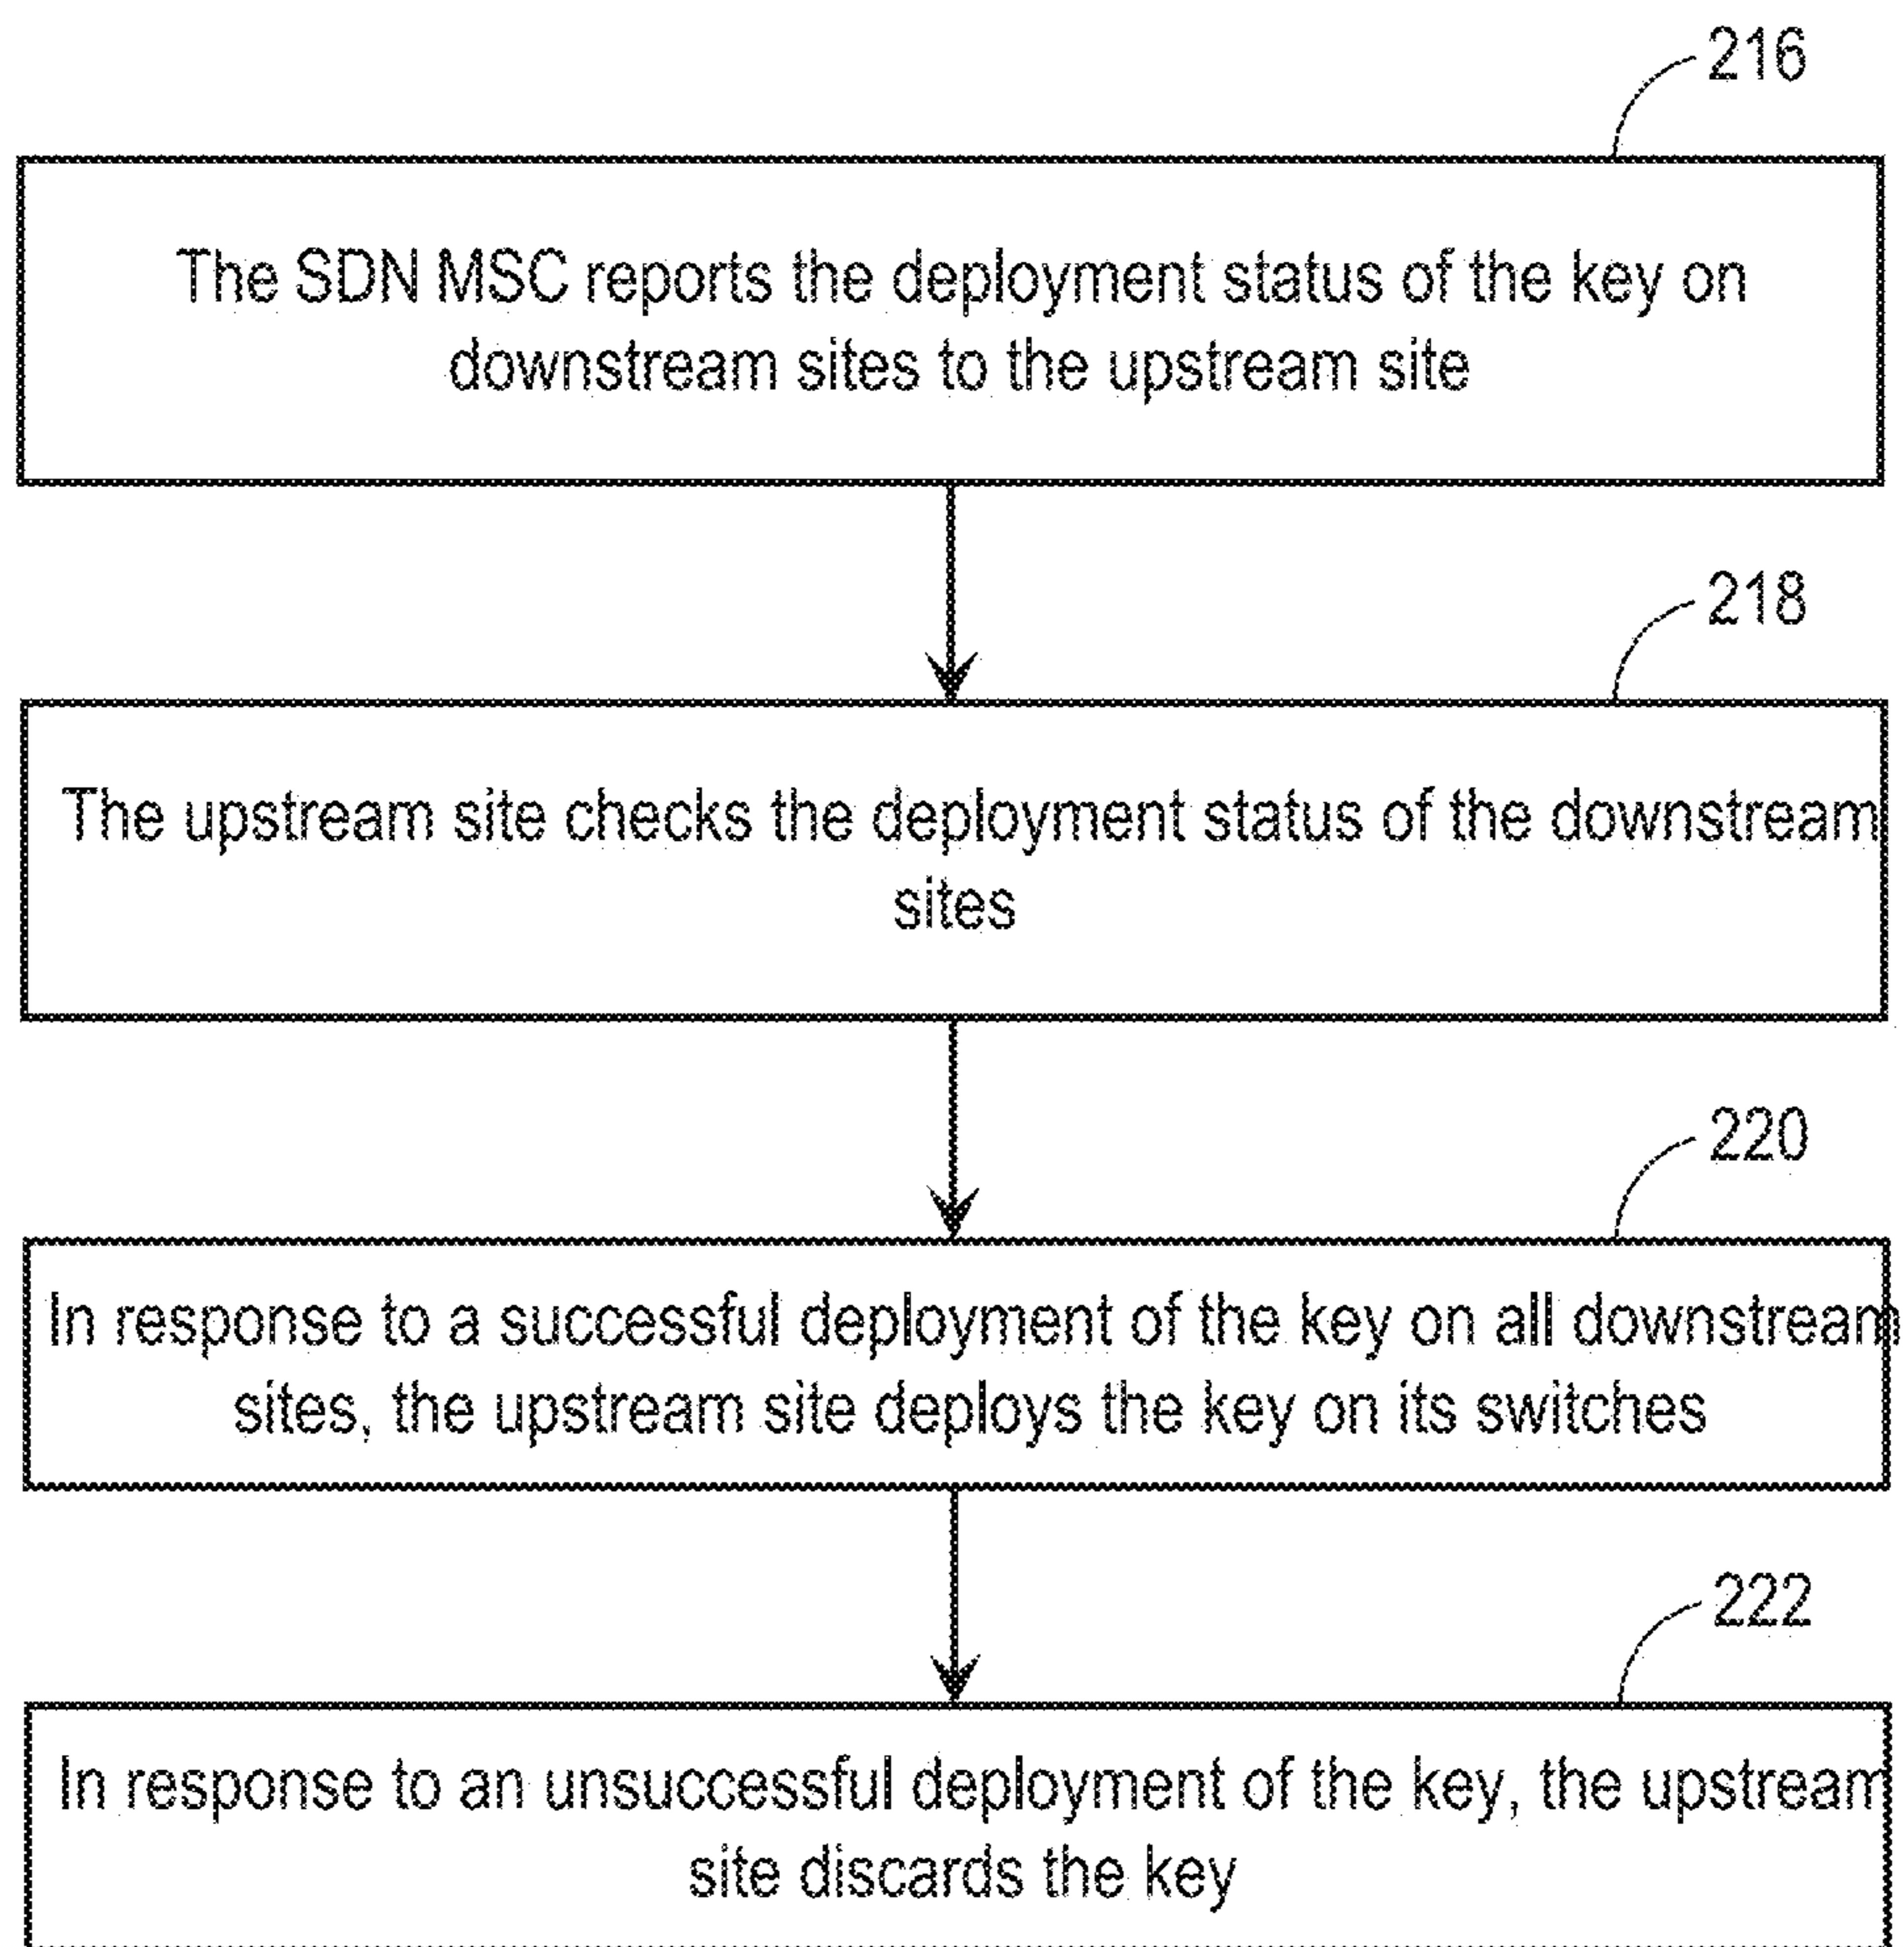 216
The SDN MSC reports the deployment status of the key on
downstream sites to the upstream site
218
The upstream site checks the deployment status of the downstream
sites
220
In response to a successful deployment of the key on all downstream
sites, the upstream site deploys the key on its switches
222
In response to an unsuccessful deployment of the key, the upstream
site discards the key